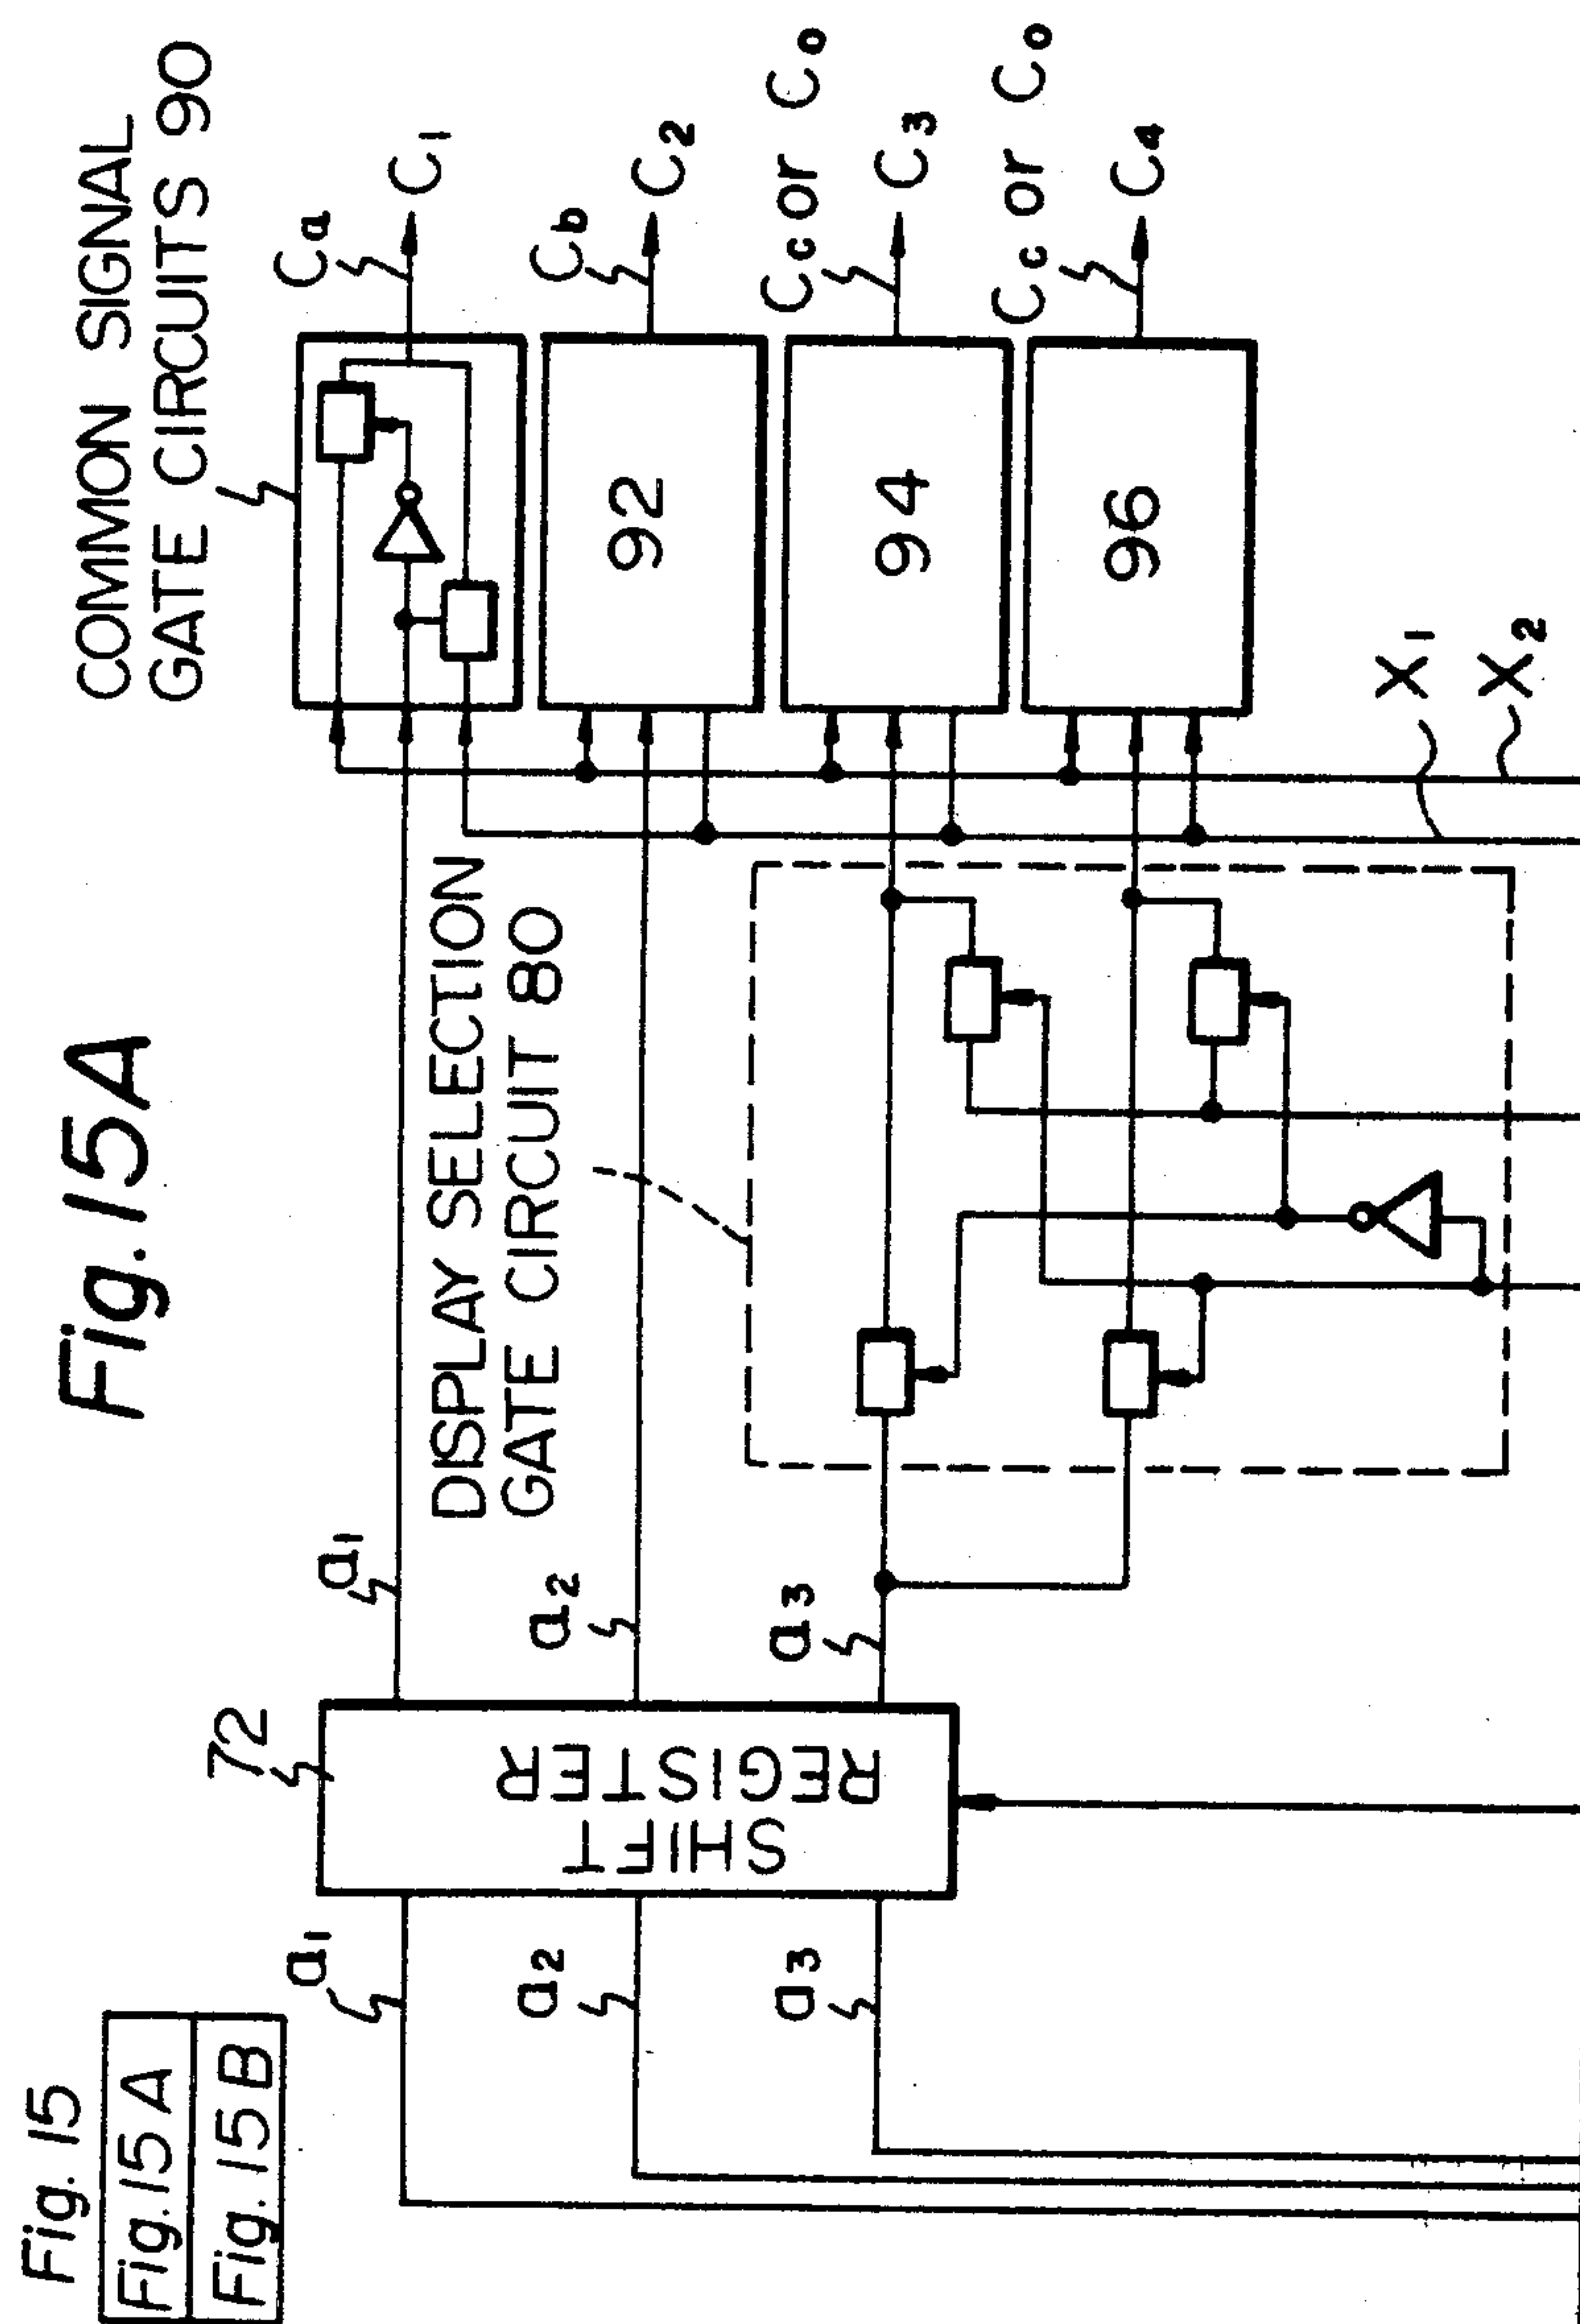 Fig. 15
Fig. 15 A
Fig. 15 B
Fig. 15A
COMMON SIGNAL
GATE CIRCUITS 90
72
SHIFT
REGISTER
a1
a2
a3
a1
a2
a3
DISPLAY SELECTION
GATE CIRCUIT 80
92
94
96
Ca
C1
Cb
C2
Cc or Co
C3
Cc or Co
C4
X1
X2